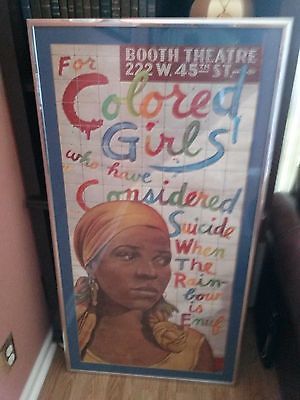 BOOTH THEATRE
222 W. 45TH ST.
For
Colored
Girls
who have
Considered
Suicide
When
The
Rain-
bow
is
Enuf